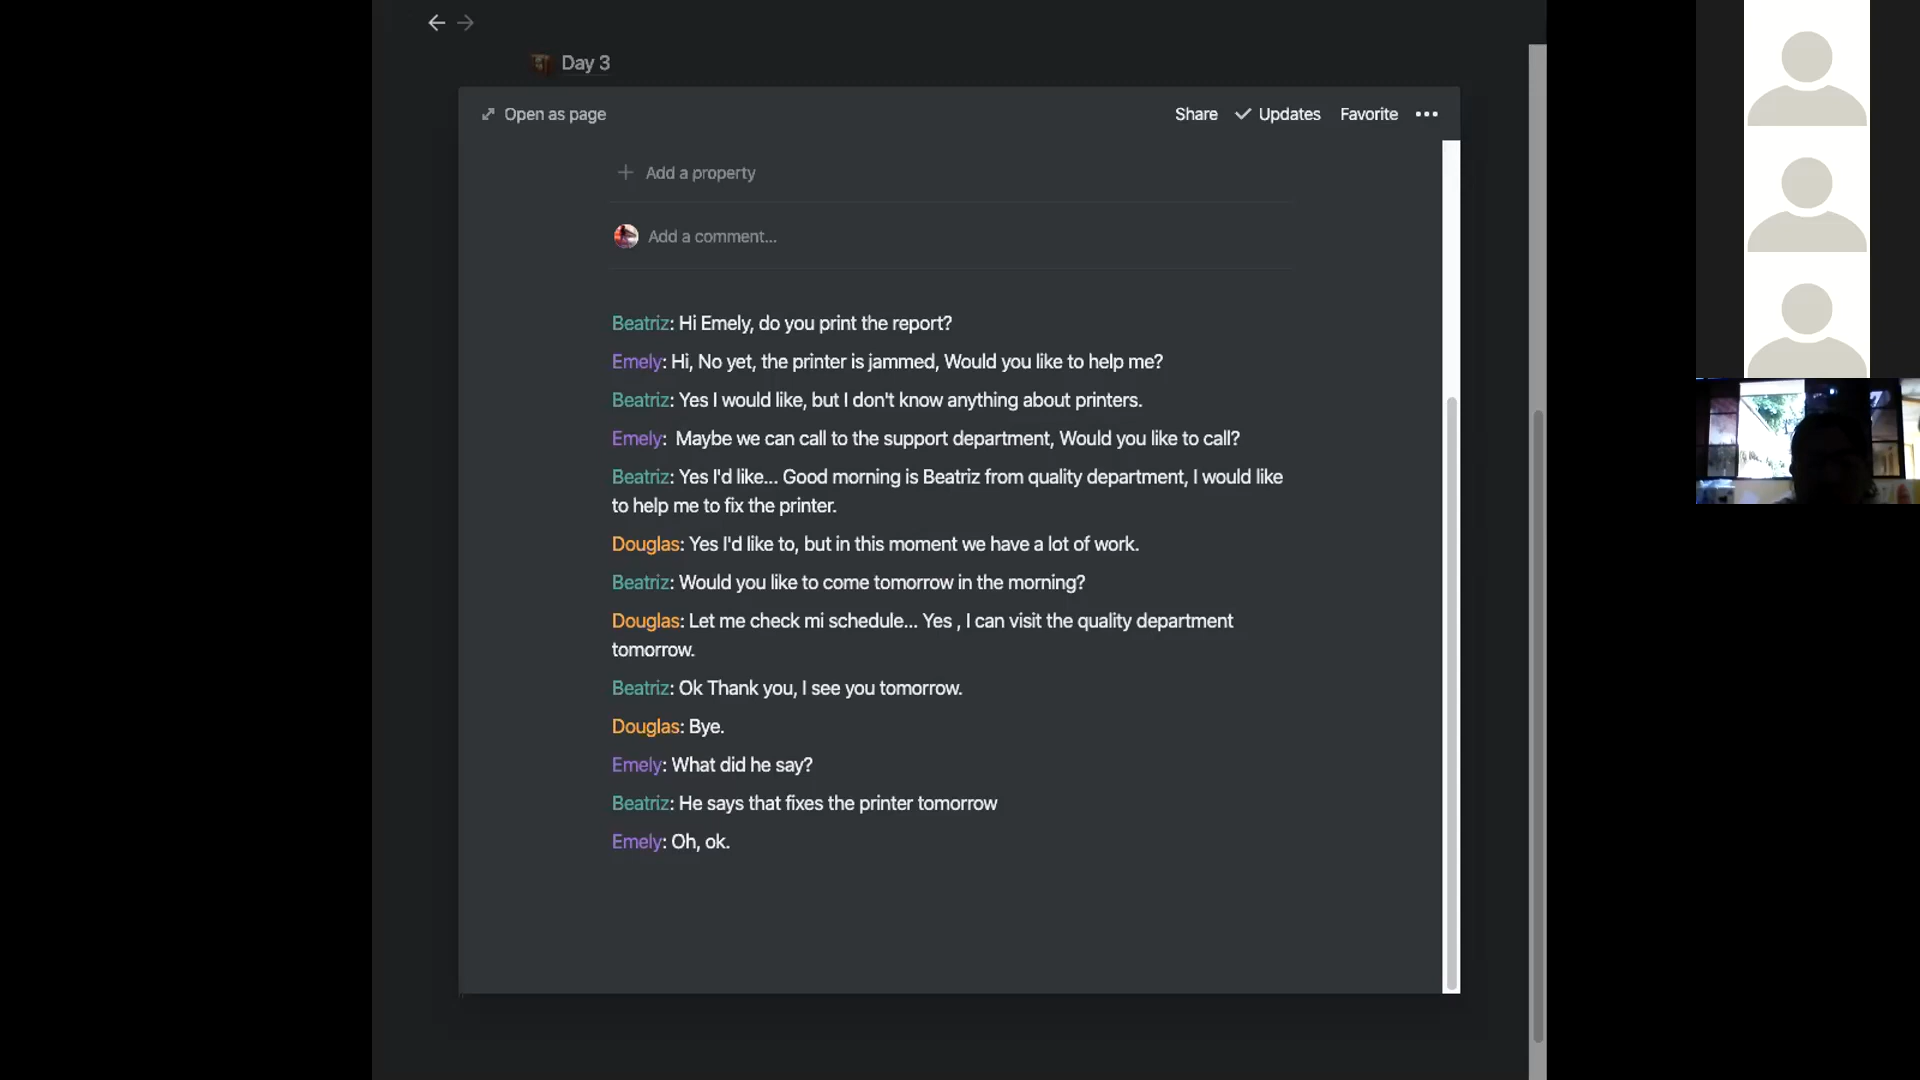 Day 3
Open as page
Share
Updates
Favorite
Add a property
Add a comment...
Beatriz: Hi Emely, do you print the report?
Emely: Hi, No yet, the printer is jammed, Would you like to help me?
Beatriz: Yes I would like, but I don't know anything about printers.
Emely:  Maybe we can call to the support department, Would you like to call?
Beatriz: Yes I'd like... Good morning is Beatriz from quality department, I would like
to help me to fix the printer.
Douglas: Yes I'd like to, but in this moment we have a lot of work.
Beatriz: Would you like to come tomorrow in the morning?
Douglas: Let me check mi schedule... Yes , I can visit the quality department
tomorrow.
Beatriz: Ok Thank you, I see you tomorrow.
Douglas: Bye.
Emely: What did he say?
Beatriz: He says that fixes the printer tomorrow
Emely: Oh, ok.